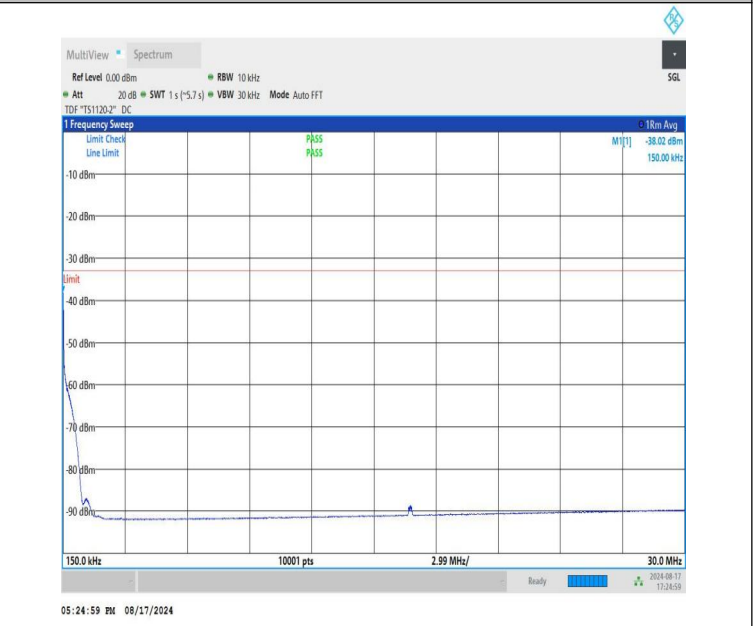 R&S
MultiView Spectrum
Ref Level 0.00 dBm RBW 10 kHz SGL
Att 20 dB SWT 1 s (~5.7 s) VBW 30 kHz Mode Auto FFT
TDF "TS1120-2" DC
1 Frequency Sweep 1Rm Avg
Limit Check PASS M1[1] -38.02 dBm
Line Limit PASS 150.00 kHz
-10 dBm
-20 dBm
-30 dBm
Limit
-40 dBm
-50 dBm
-60 dBm
-70 dBm
-80 dBm
-90 dBm
150.0 kHz 10001 pts 2.99 MHz/ 30.0 MHz
Ready 2024-08-17
17:24:59
05:24:59 PM 08/17/2024